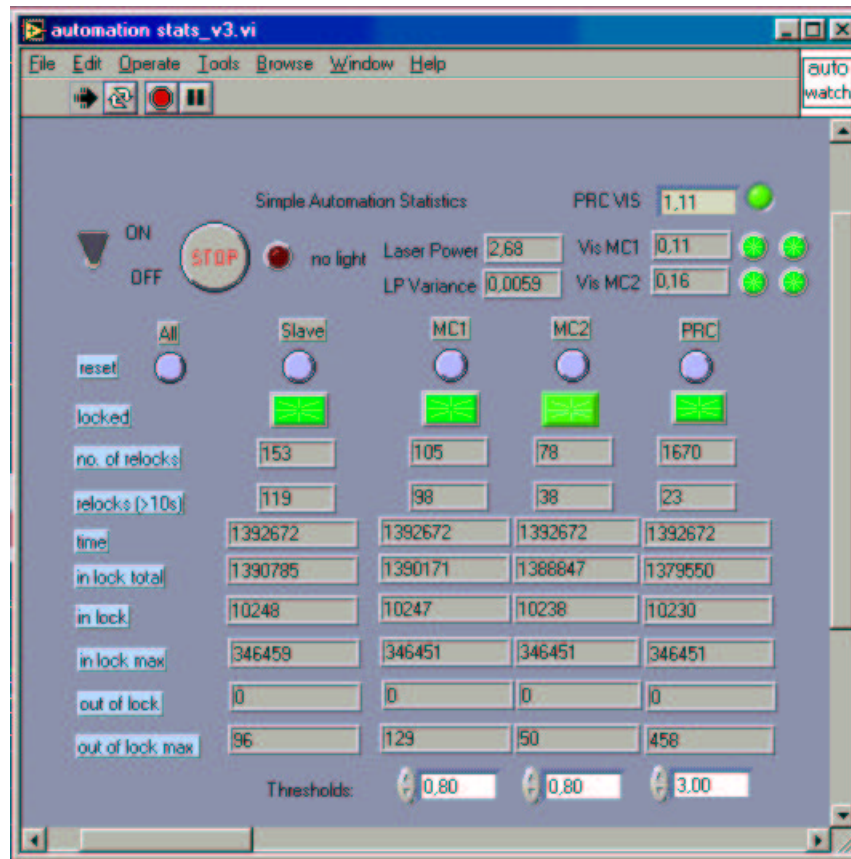 automation stats_v3.vi
File Edit Operate Tools Browse Window Help
auto
watch
Simple Automation Statistics PRC VIS 1,11
ON
OFF
STOP
no light
Laser Power 2,68 Vis MC1 0,11
LP Variance 0,0059 Vis MC2 0,16
All Slave MC1 MC2 PRC
reset
locked
no. of relocks 153 105 78 1670
relocks (>10s) 119 98 38 23
time 1392672 1392672 1392672 1392672
in lock total 1390785 1390171 1388847 1379550
in lock 10248 10247 10238 10230
in lock max 346459 346451 346451 346451
out of lock 0 0 0 0
out of lock max 96 129 50 458
Thresholds: 0,80 0,80 3,00